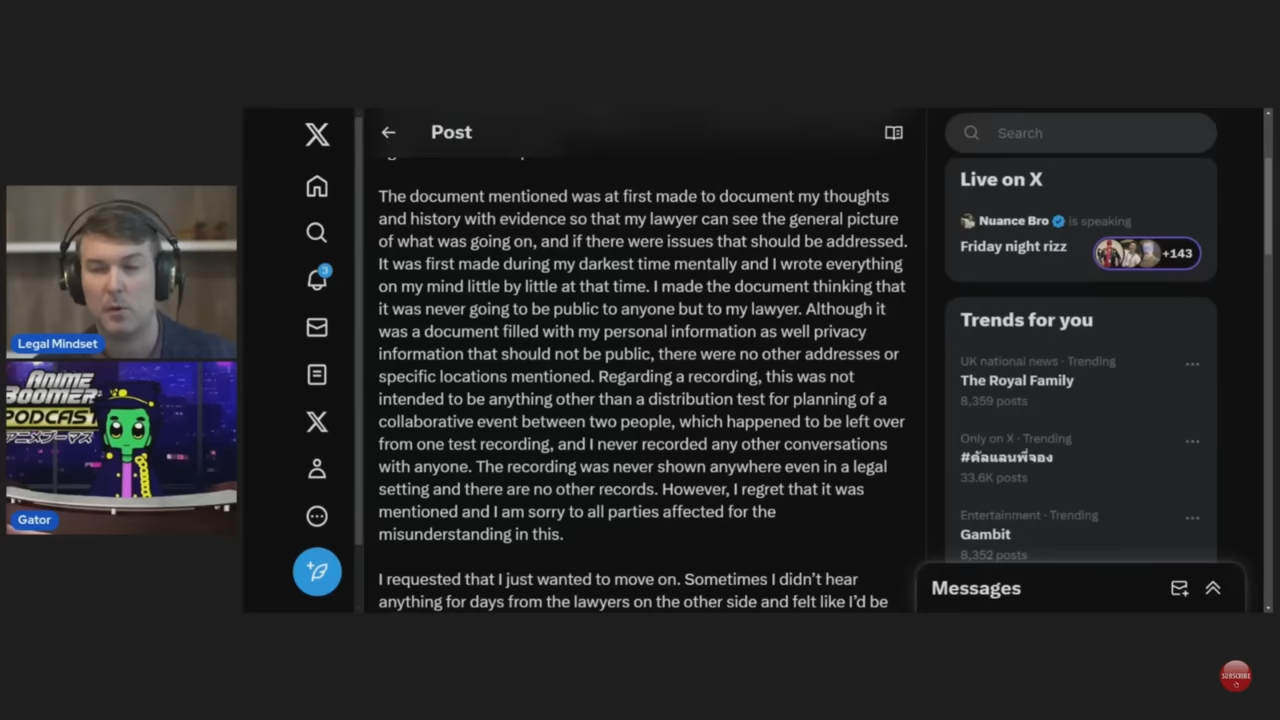 Post
The document mentioned was at first made to document my thoughts
and history with evidence so that my lawyer can see the general picture
of what was going on, and if there were issues that should be addressed.
It was first made during my darkest time mentally and I wrote everything
on my mind little by little at that time. I made the document thinking that
it was never going to be public to anyone but to my lawyer. Although it
was a document filled with my personal information as well privacy
information that should not be public, there were no other addresses or
specific locations mentioned. Regarding a recording, this was not
intended to be anything other than a distribution test for planning of a
collaborative event between two people, which happened to be left over
from one test recording, and I never recorded any other conversations
with anyone. The recording was never shown anywhere even in a legal
setting and there are no other records. However, I regret that it was
mentioned and I am sorry to all parties affected for the
misunderstanding in this.
I requested that I just wanted to move on. Sometimes I didn't hear
anything for days from the lawyers on the other side and felt like I'd be
3
Search
Live on X
Nuance Bro is speaking
Friday night rizz
+143
Trends for you
UK national news · Trending
The Royal Family
8,359 posts
Only on X · Trending
#ดัลแลนพี่จอง
33.6K posts
Entertainment · Trending
Gambit
8,352 posts
Messages
Legal Mindset
ANIME
BOOMER
PODCAST
アニメブーマス
Gator
SUBSCRIBE